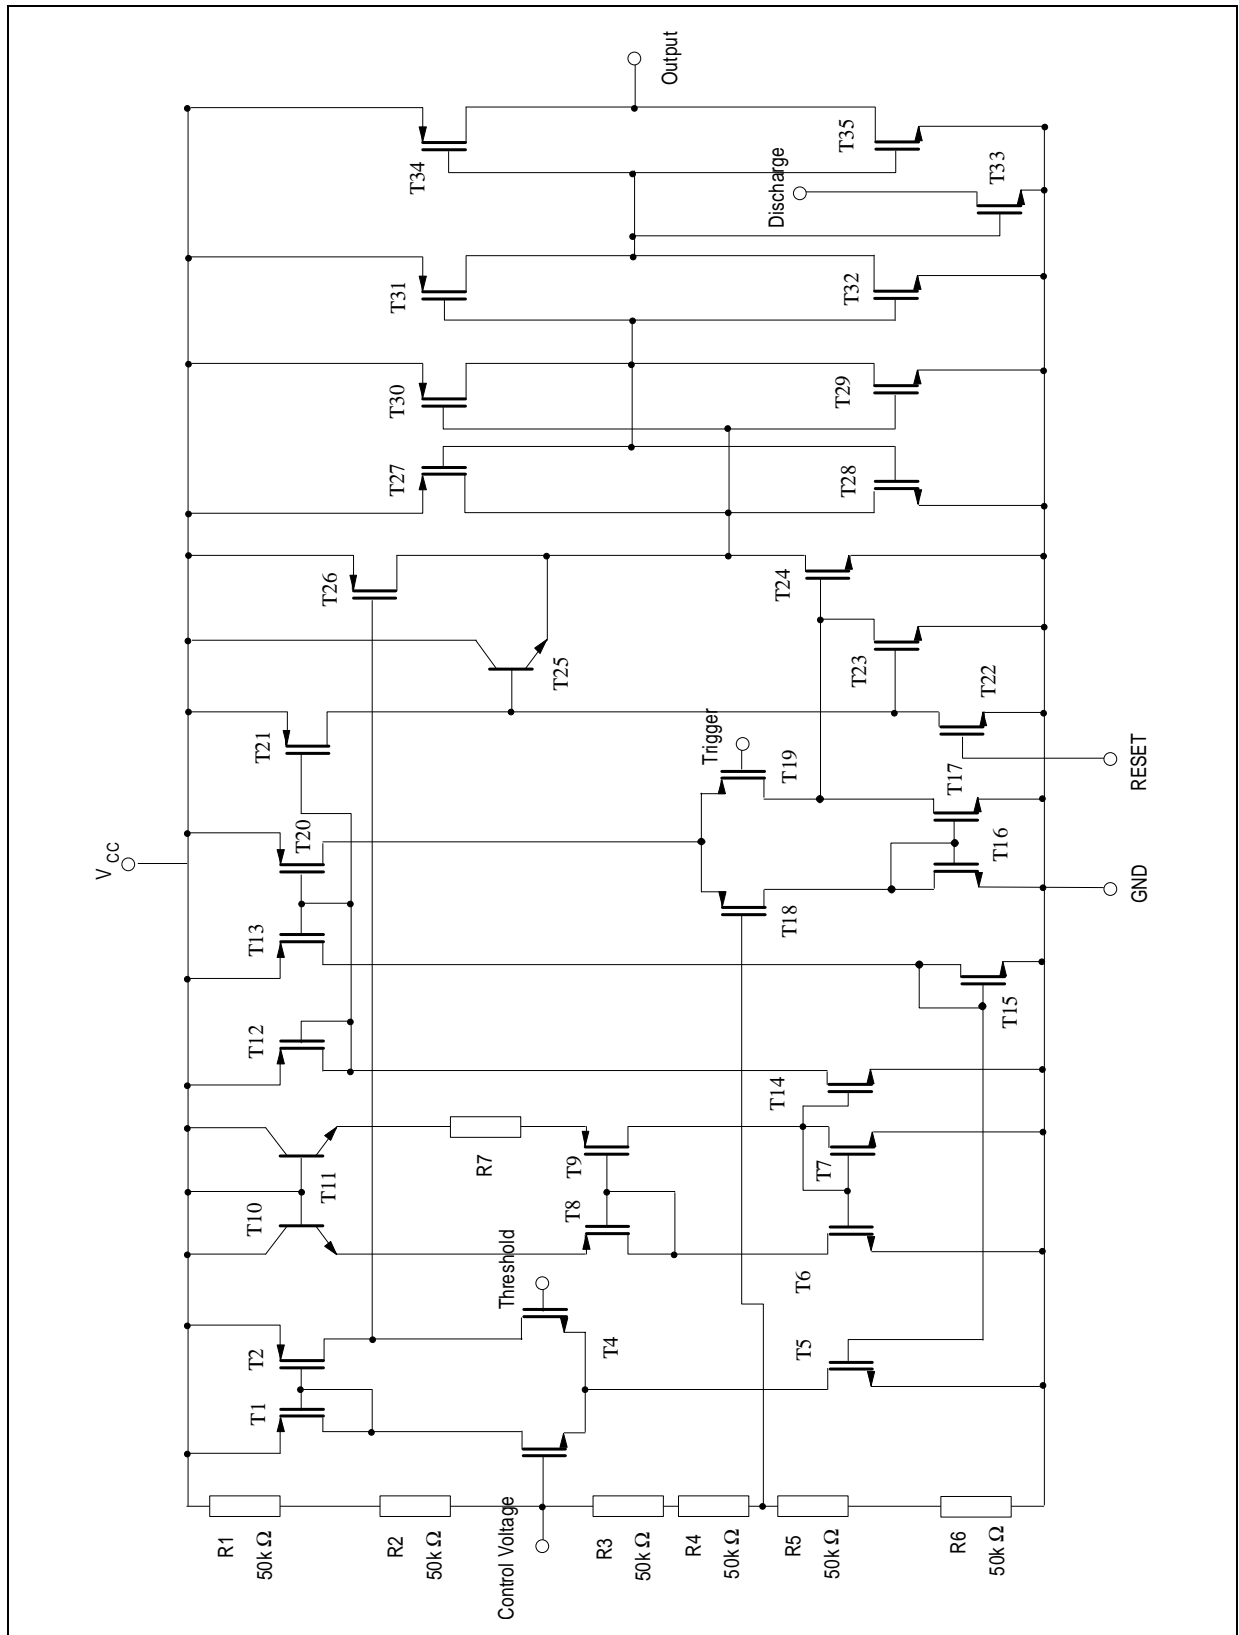 V CC
Output
T34
T35
Discharge
T33
T31
T32
T30
T29
T27
T28
T26
T24
T25
T23
T22
T21
Trigger
T19
T17
RESET
T20
T16
GND
T18
T13
T15
T12
T14
T11
R7
T9
T7
T10
T8
T6
Threshold
T2
T4
T5
T1
Control Voltage
R1
50k Ω
R2
50k Ω
R3
50k Ω
R4
50k Ω
R5
50k Ω
R6
50k Ω